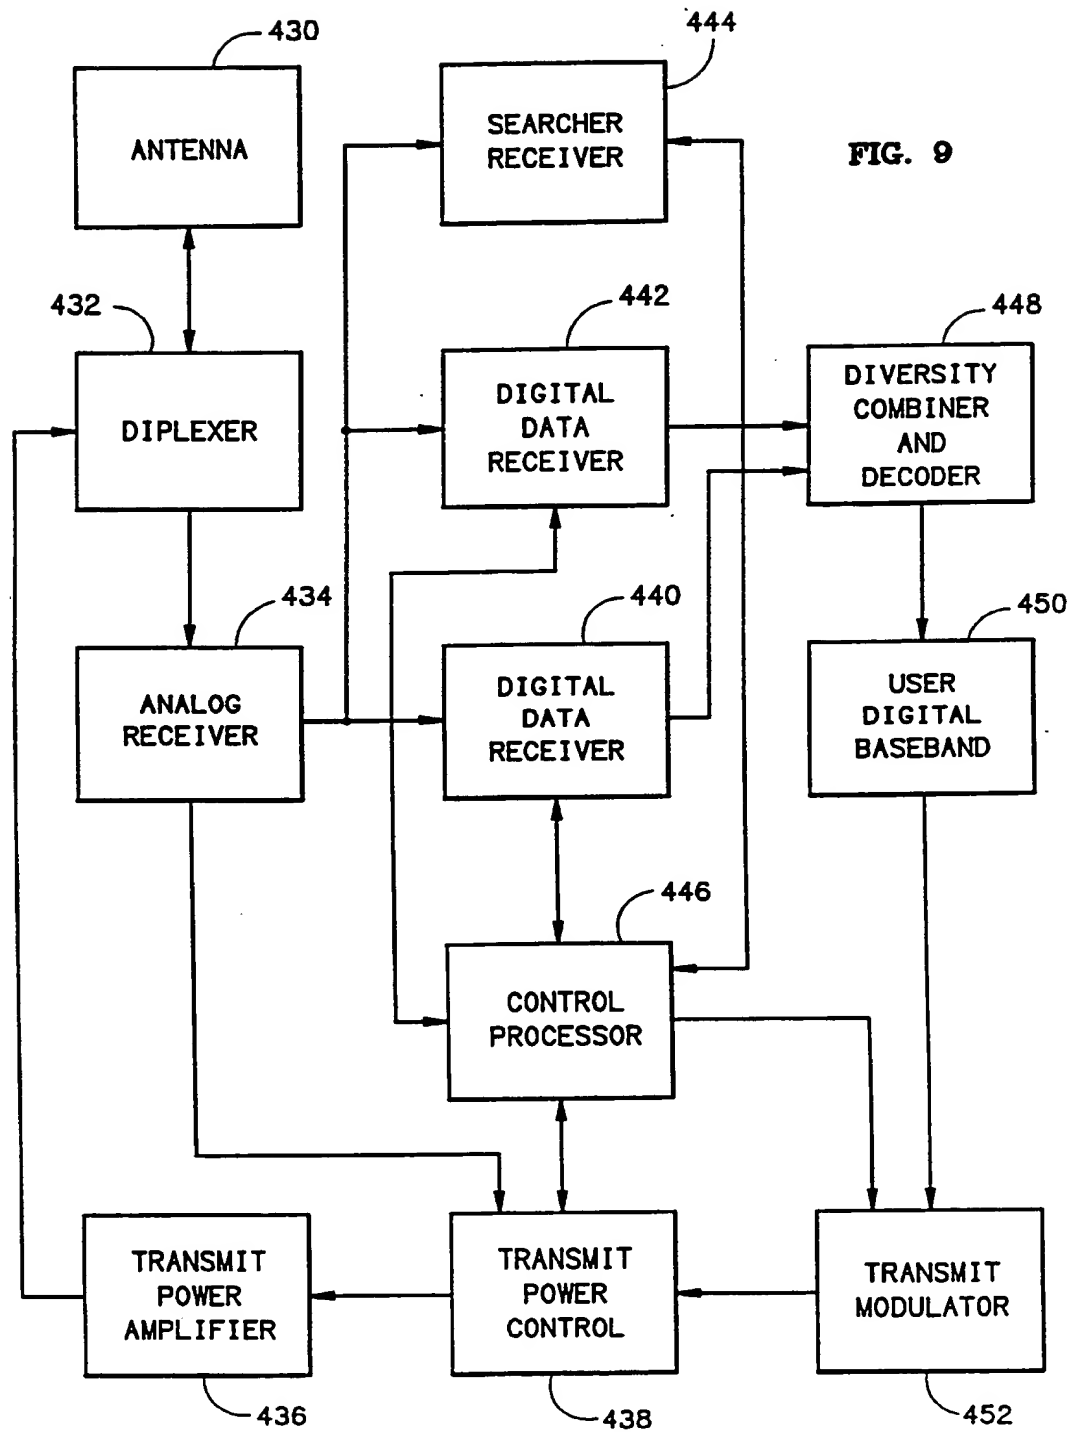 430
444
ANTENNA
SEARCHER
RECEIVER
FIG. 9
432
442
448
DIPLEXER
DIGITAL
DATA
RECEIVER
DIVERSITY
COMBINER
AND
DECODER
434
440
450
ANALOG
RECEIVER
DIGITAL
DATA
RECEIVER
USER
DIGITAL
BASEBAND
446
CONTROL
PROCESSOR
TRANSMIT
POWER
AMPLIFIER
TRANSMIT
POWER
CONTROL
TRANSMIT
MODULATOR
436
438
452